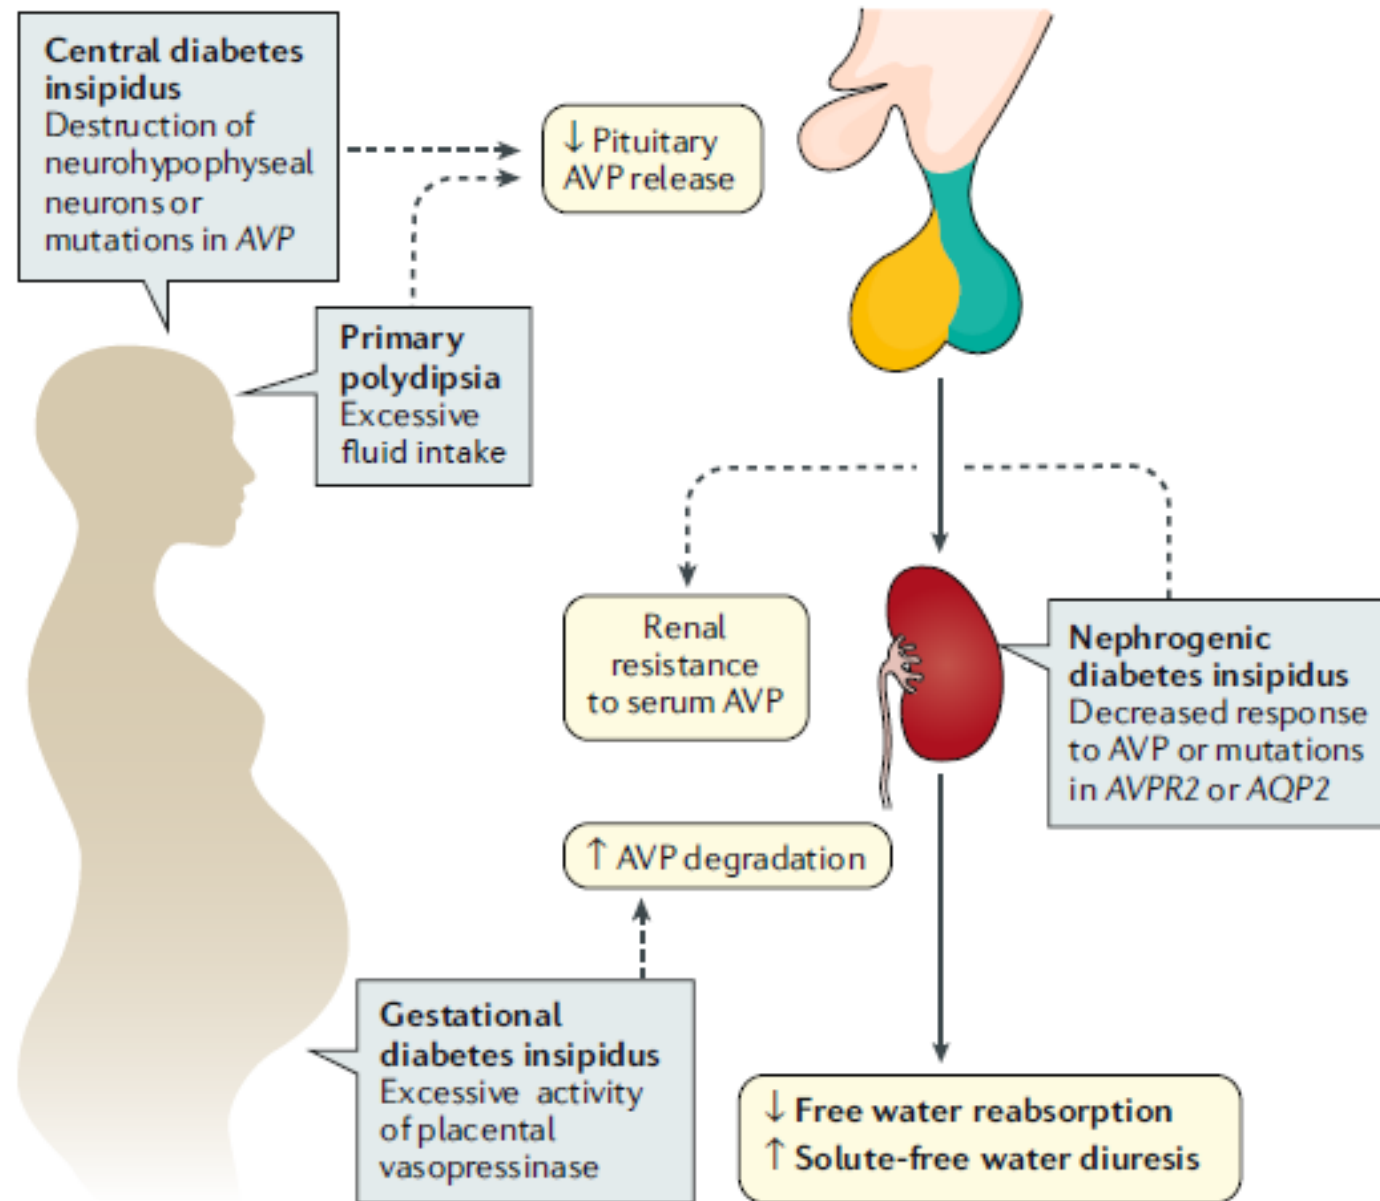 Central diabetes
insipidus
Destruction of
neurohypophyseal
neurons or
mutations in AVP
↓ Pituitary
AVP release
Primary
polydipsia
Excessive
fluid intake
Renal
resistance
to serum AVP
Nephrogenic
diabetes insipidus
Decreased response
to AVP or mutations
in AVPR2 or AQP2
↑ AVP degradation
Gestational
diabetes insipidus
Excessive activity
of placental
vasopressinase
↓ Free water reabsorption
↑ Solute-free water diuresis